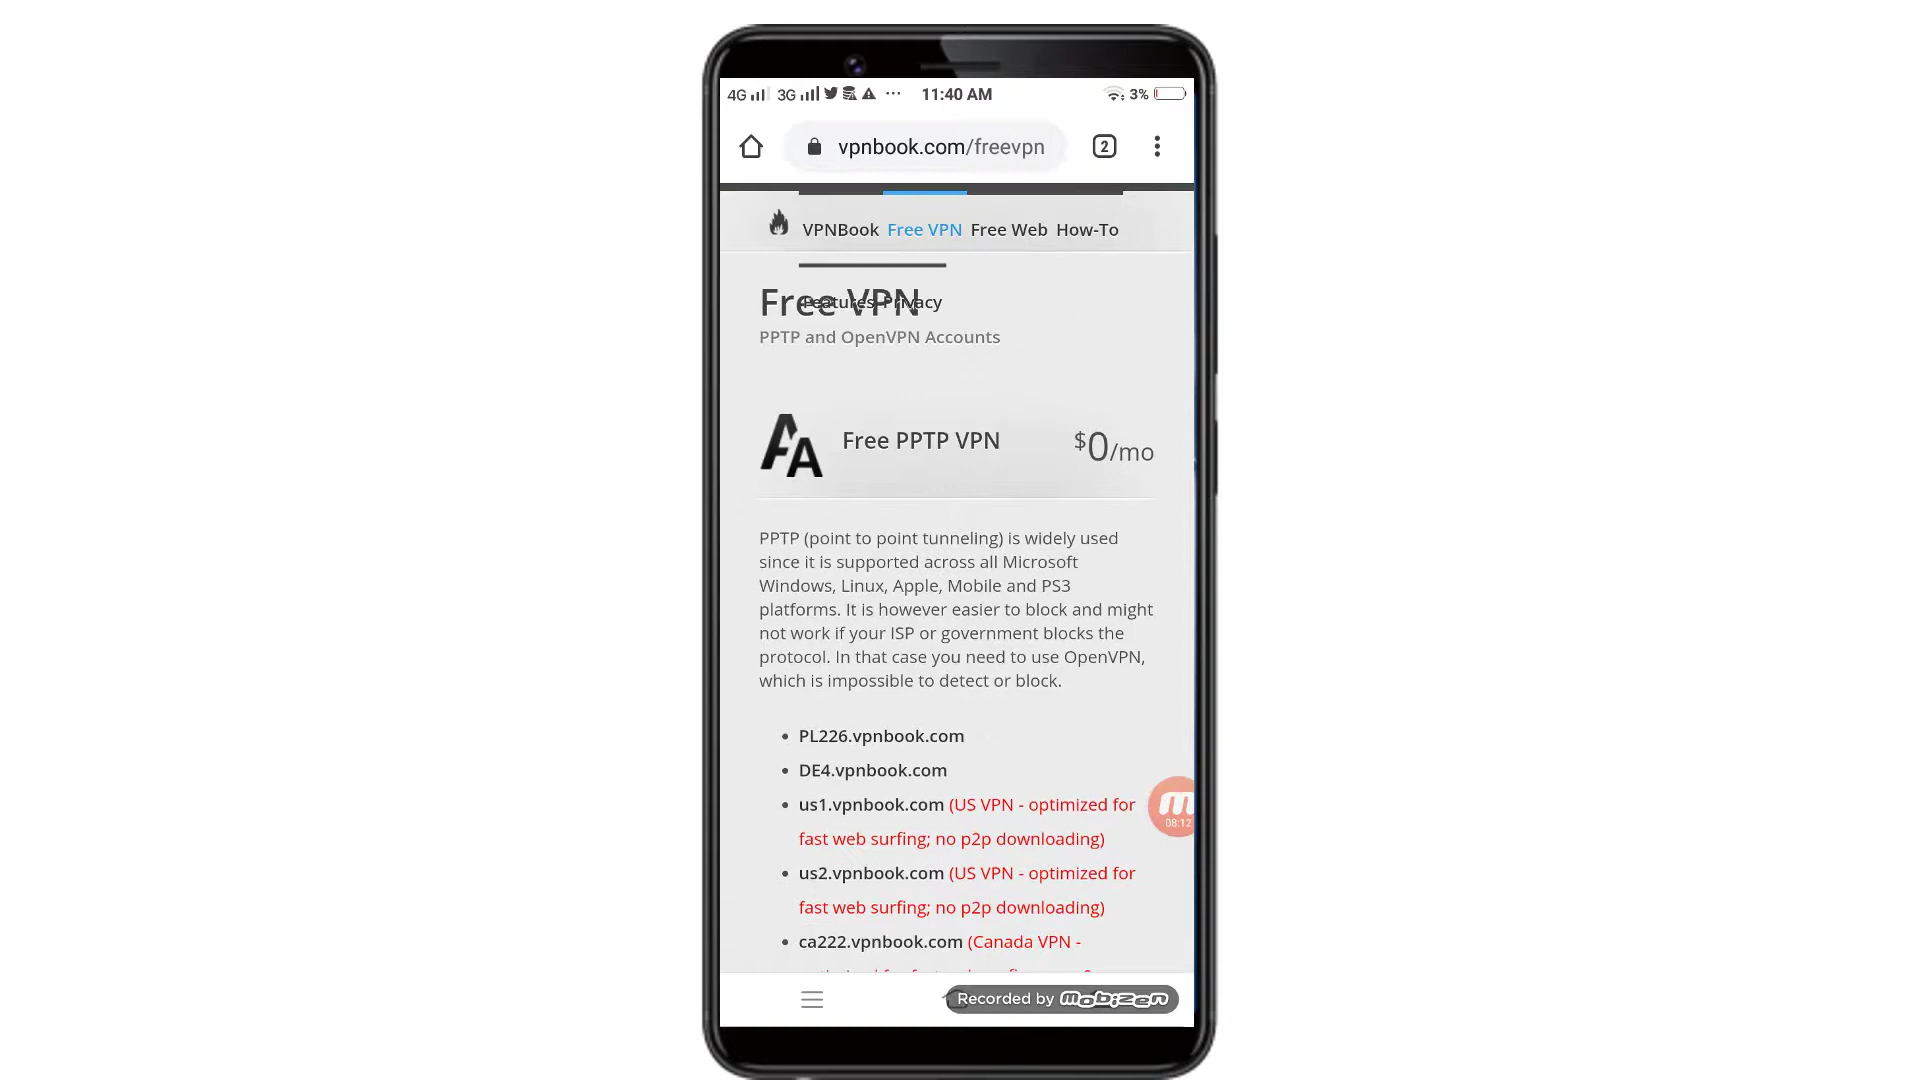 4G 3G 11:40 AM 3%
vpnbook.com/freevpn 2
VPNBook Free VPN Free Web How-To
Free VPN
Features Privacy
PPTP and OpenVPN Accounts
AA Free PPTP VPN $0/mo
PPTP (point to point tunneling) is widely used
since it is supported across all Microsoft
Windows, Linux, Apple, Mobile and PS3
platforms. It is however easier to block and might
not work if your ISP or government blocks the
protocol. In that case you need to use OpenVPN,
which is impossible to detect or block.
• PL226.vpnbook.com
• DE4.vpnbook.com
• us1.vpnbook.com (US VPN - optimized for
fast web surfing; no p2p downloading)
• us2.vpnbook.com (US VPN - optimized for
fast web surfing; no p2p downloading)
• ca222.vpnbook.com (Canada VPN -
m
08:12
Recorded by mobizen